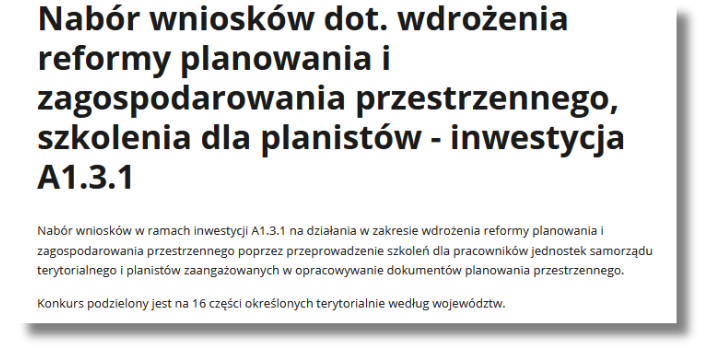 Nabór wniosków dot. wdrożenia
reformy planowania i
zagospodarowania przestrzennego,
szkolenia dla planistów - inwestycja
A1.3.1
Nabór wniosków w ramach inwestycji A1.3.1 na działania w zakresie wdrożenia reformy planowania i
zagospodarowania przestrzennego poprzez przeprowadzenie szkoleń dla pracowników jednostek samorządu
terytorialnego i planistów zaangażowanych w opracowywanie dokumentów planowania przestrzennego.
Konkurs podzielony jest na 16 części określonych terytorialnie według województw.